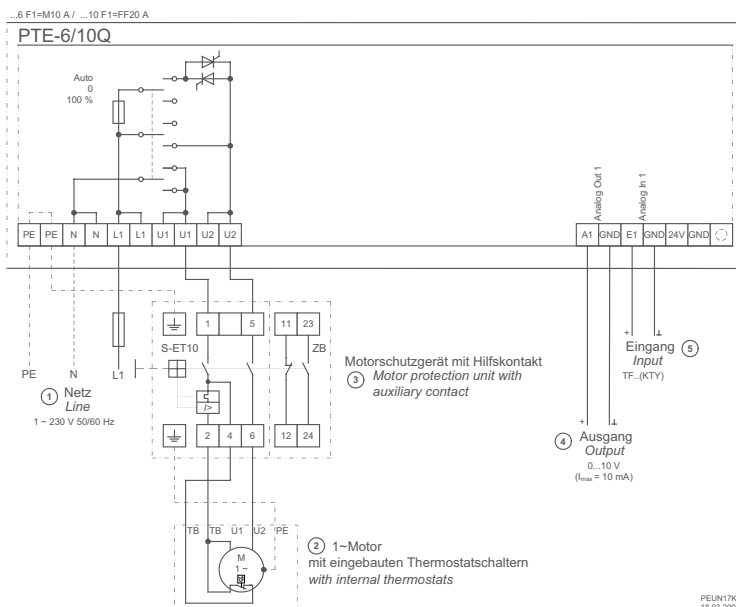 ...6 F1=M10 A / ...10 F1=FF20 A
PTE-6/10Q
Auto
0
100 %
Analog Out 1
Analog In 1
PE PE N N L1 L1 U1 U1 U2 U2
A1 GND E1 GND 24V GND
1 5 11 23
S-ET10
ZB
PE N L1
1 Netz
Line
1 ~ 230 V 50/60 Hz
I>
Motorschutzgerät mit Hilfskontakt
3 Motor protection unit with
auxiliary contact
+ ⊥
Eingang 5
Input
TF..(KTY)
2 4 6 12 24
+ ⊥
4 Ausgang
Output
0...10 V
(Imax = 10 mA)
TB TB U1 U2 PE
M
1 ~
2 1~Motor
mit eingebauten Thermostatschaltern
with internal thermostats